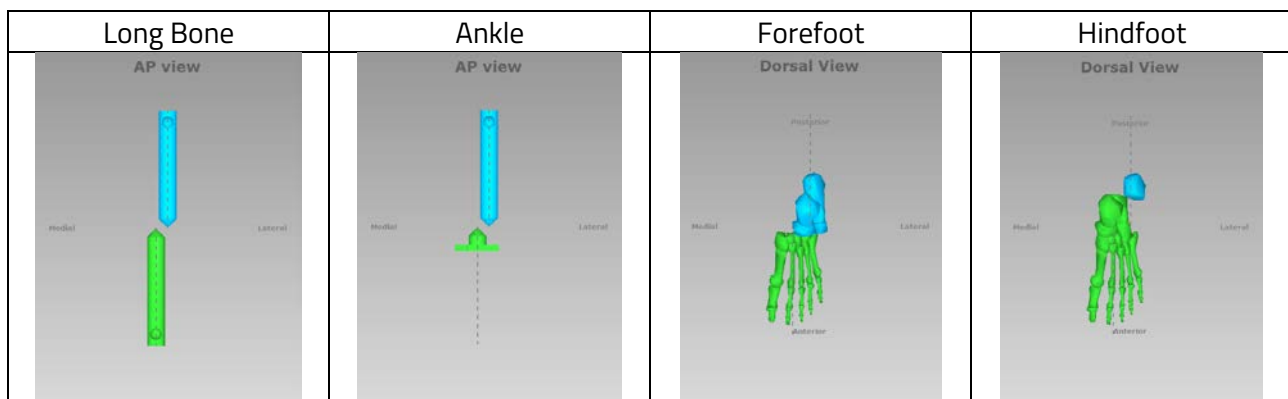 Long Bone Ankle Forefoot Hindfoot
AP view AP view Dorsal View Dorsal View
Posterior Posterior
Medial Lateral Medial Lateral Medial Lateral Medial Lateral
Anterior Anterior